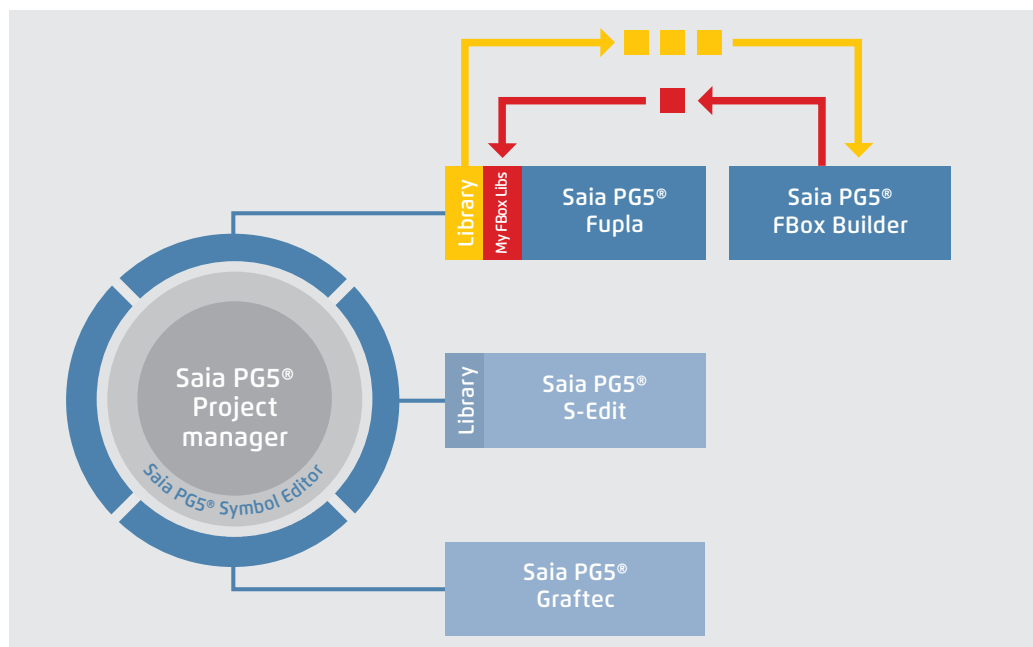 Library
My FBox Libs
Saia PG5®
Fupla
Saia PG5®
FBox Builder
Saia PG5®
Project
manager
Saia PG5® Symbol Editor
Library
Saia PG5®
S-Edit
Saia PG5®
Graftec